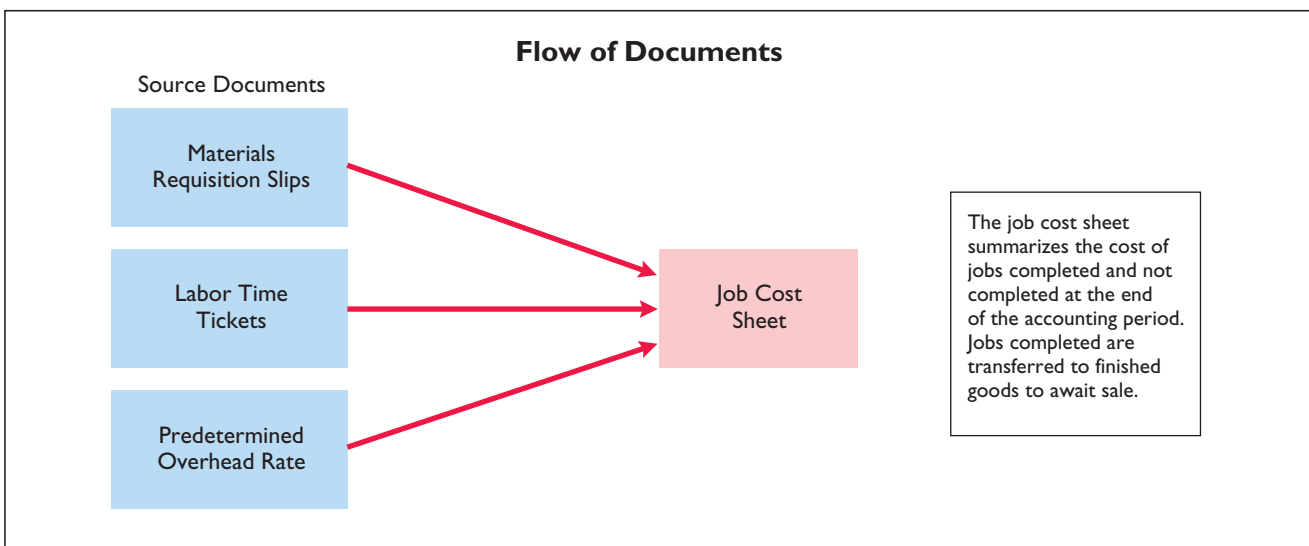 Flow of Documents
Source Documents
Materials
Requisition Slips
Labor Time
Tickets
Predetermined
Overhead Rate
Job Cost
Sheet
The job cost sheet
summarizes the cost of
jobs completed and not
completed at the end
of the accounting period.
Jobs completed are
transferred to finished
goods to await sale.